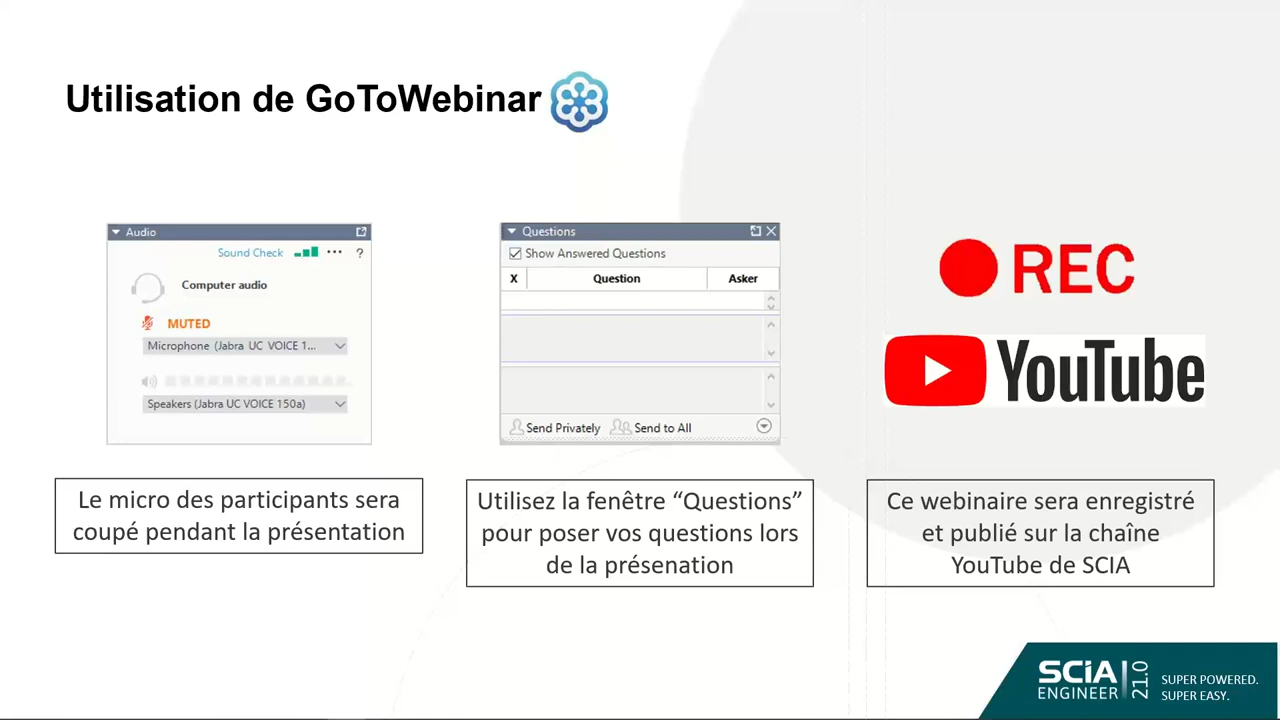 Utilisation de GoToWebinar
Audio
Sound Check ... ?
Computer audio
MUTED
Microphone (Jabra UC VOICE 1...
Speakers (Jabra UC VOICE 150a)
Le micro des participants sera
coupé pendant la présentation
Questions
Show Answered Questions
X Question Asker
Send Privately Send to All
Utilisez la fenêtre “Questions”
pour poser vos questions lors
de la présenation
REC
YouTube
Ce webinaire sera enregistré
et publié sur la chaîne
YouTube de SCIA
SCIA
ENGINEER
21.0
SUPER POWERED.
SUPER EASY.